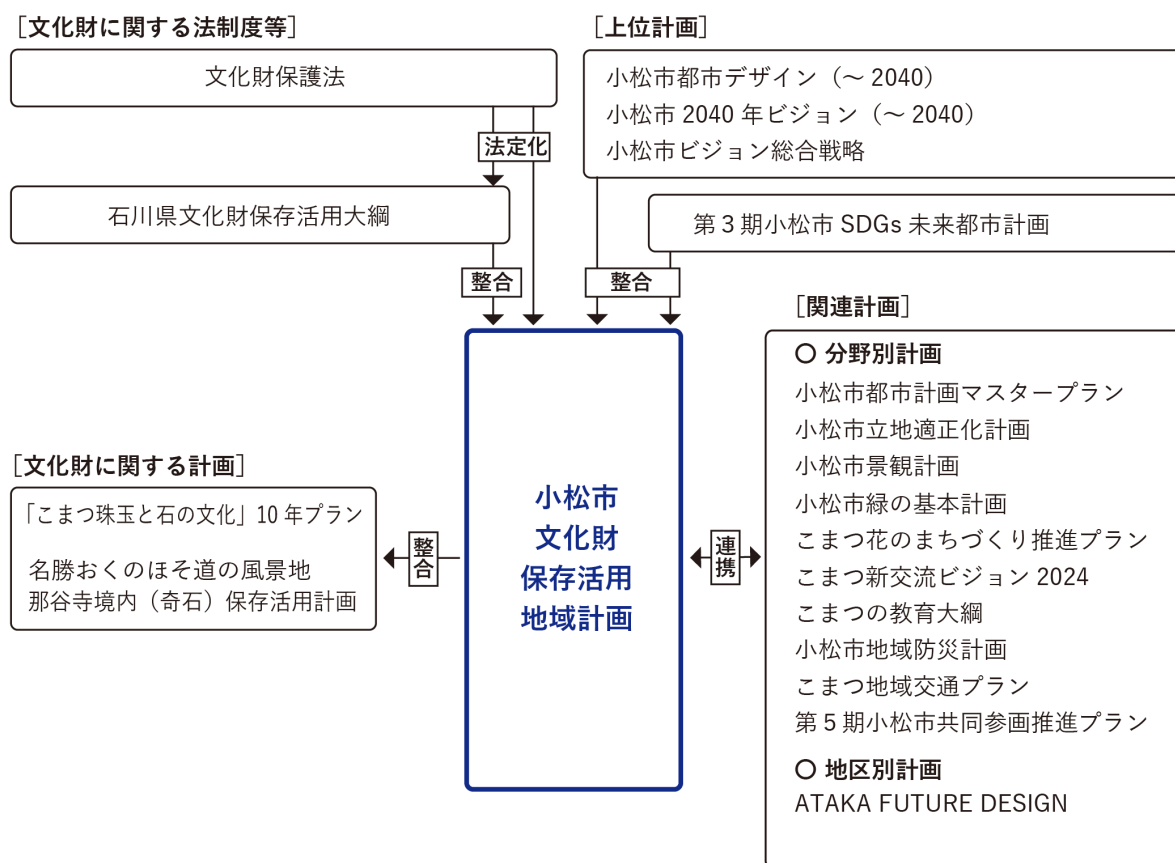 ［文化財に関する法制度等］
文化財保護法
法定化
石川県文化財保存活用大綱
整合
［上位計画］
小松市都市デザイン（～ 2040）
小松市 2040 年ビジョン（～ 2040）
小松市ビジョン総合戦略
第３期小松市 SDGs 未来都市計画
整合
［文化財に関する計画］
「こまつ珠玉と石の文化」10 年プラン
名勝おくのほそ道の風景地
那谷寺境内（奇石）保存活用計画
整合
小松市
文化財
保存活用
地域計画
連携
［関連計画］
〇 分野別計画
小松市都市計画マスタープラン
小松市立地適正化計画
小松市景観計画
小松市緑の基本計画
こまつ花のまちづくり推進プラン
こまつ新交流ビジョン 2024
こまつの教育大綱
小松市地域防災計画
こまつ地域交通プラン
第５期小松市共同参画推進プラン
〇 地区別計画
ATAKA FUTURE DESIGN